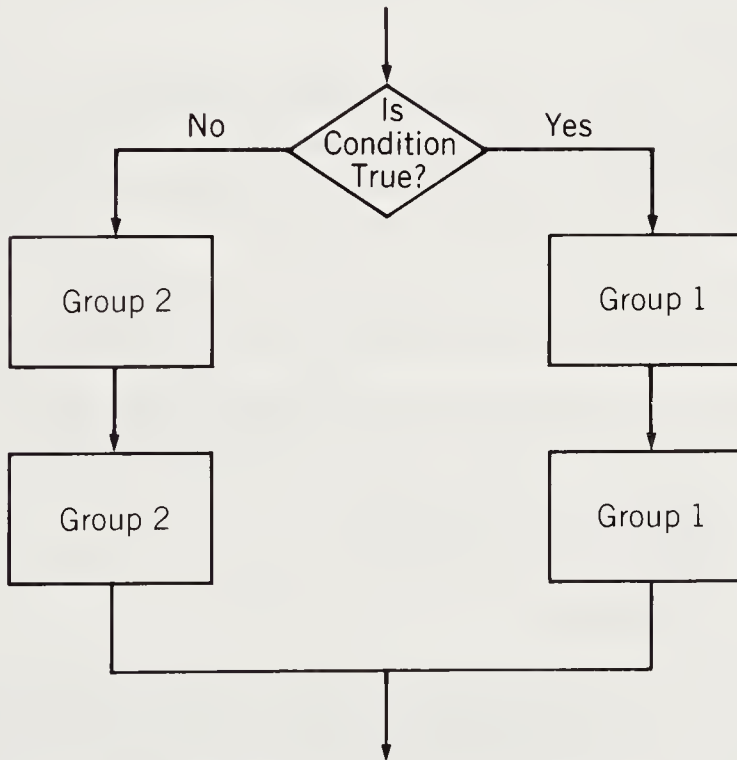 Is
Condition
True?
No
Yes
Group 2
Group 1
Group 2
Group 1